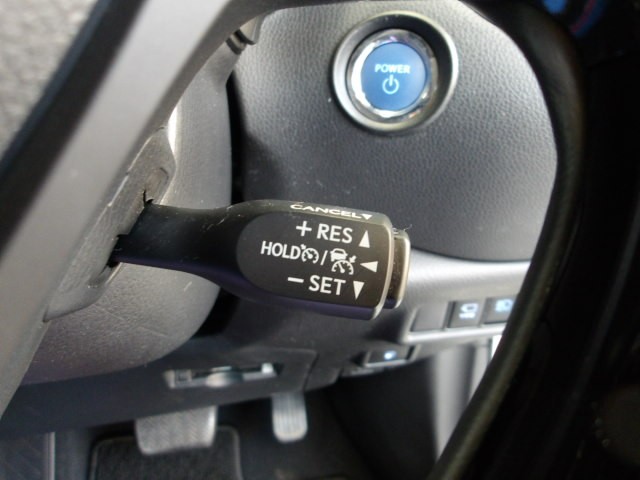 POWER
CANCEL▼
+ RES ▲
HOLD / ◄
− SET ▼